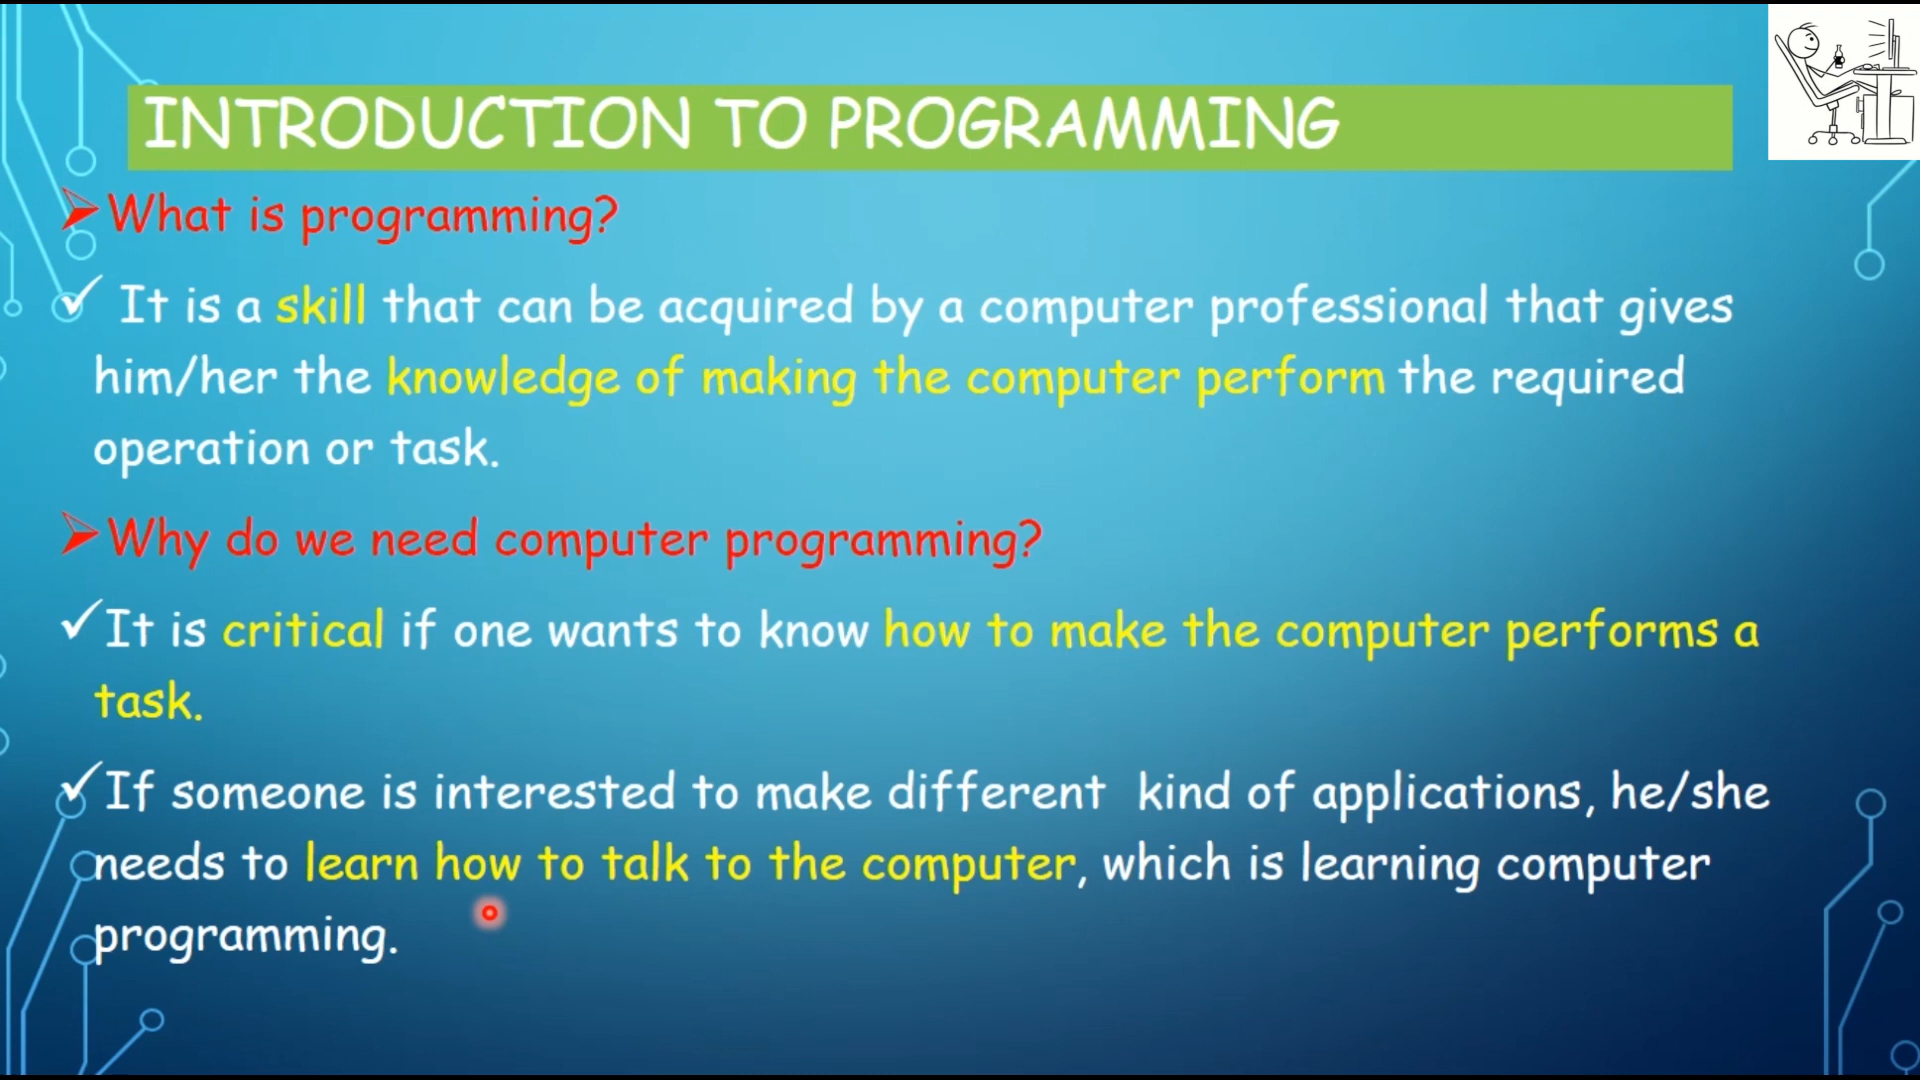 INTRODUCTION TO PROGRAMMING
What is programming?
It is a skill that can be acquired by a computer professional that gives
him/her the knowledge of making the computer perform the required
operation or task.
Why do we need computer programming?
It is critical if one wants to know how to make the computer performs a
task.
If someone is interested to make different kind of applications, he/she
needs to learn how to talk to the computer, which is learning computer
programming.